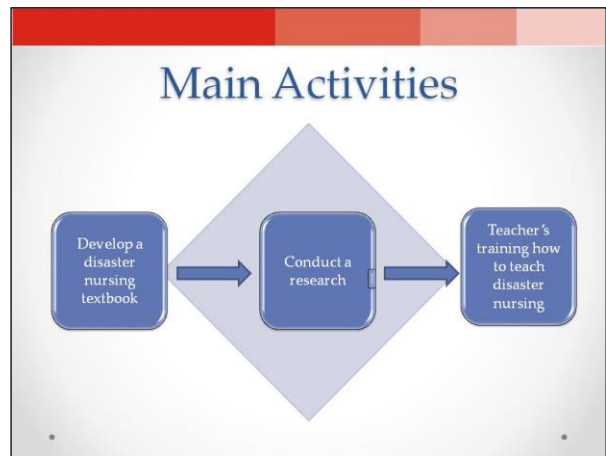 Main Activities
Develop a
disaster
nursing
textbook
Conduct a
research
Teacher's
training how
to teach
disaster
nursing